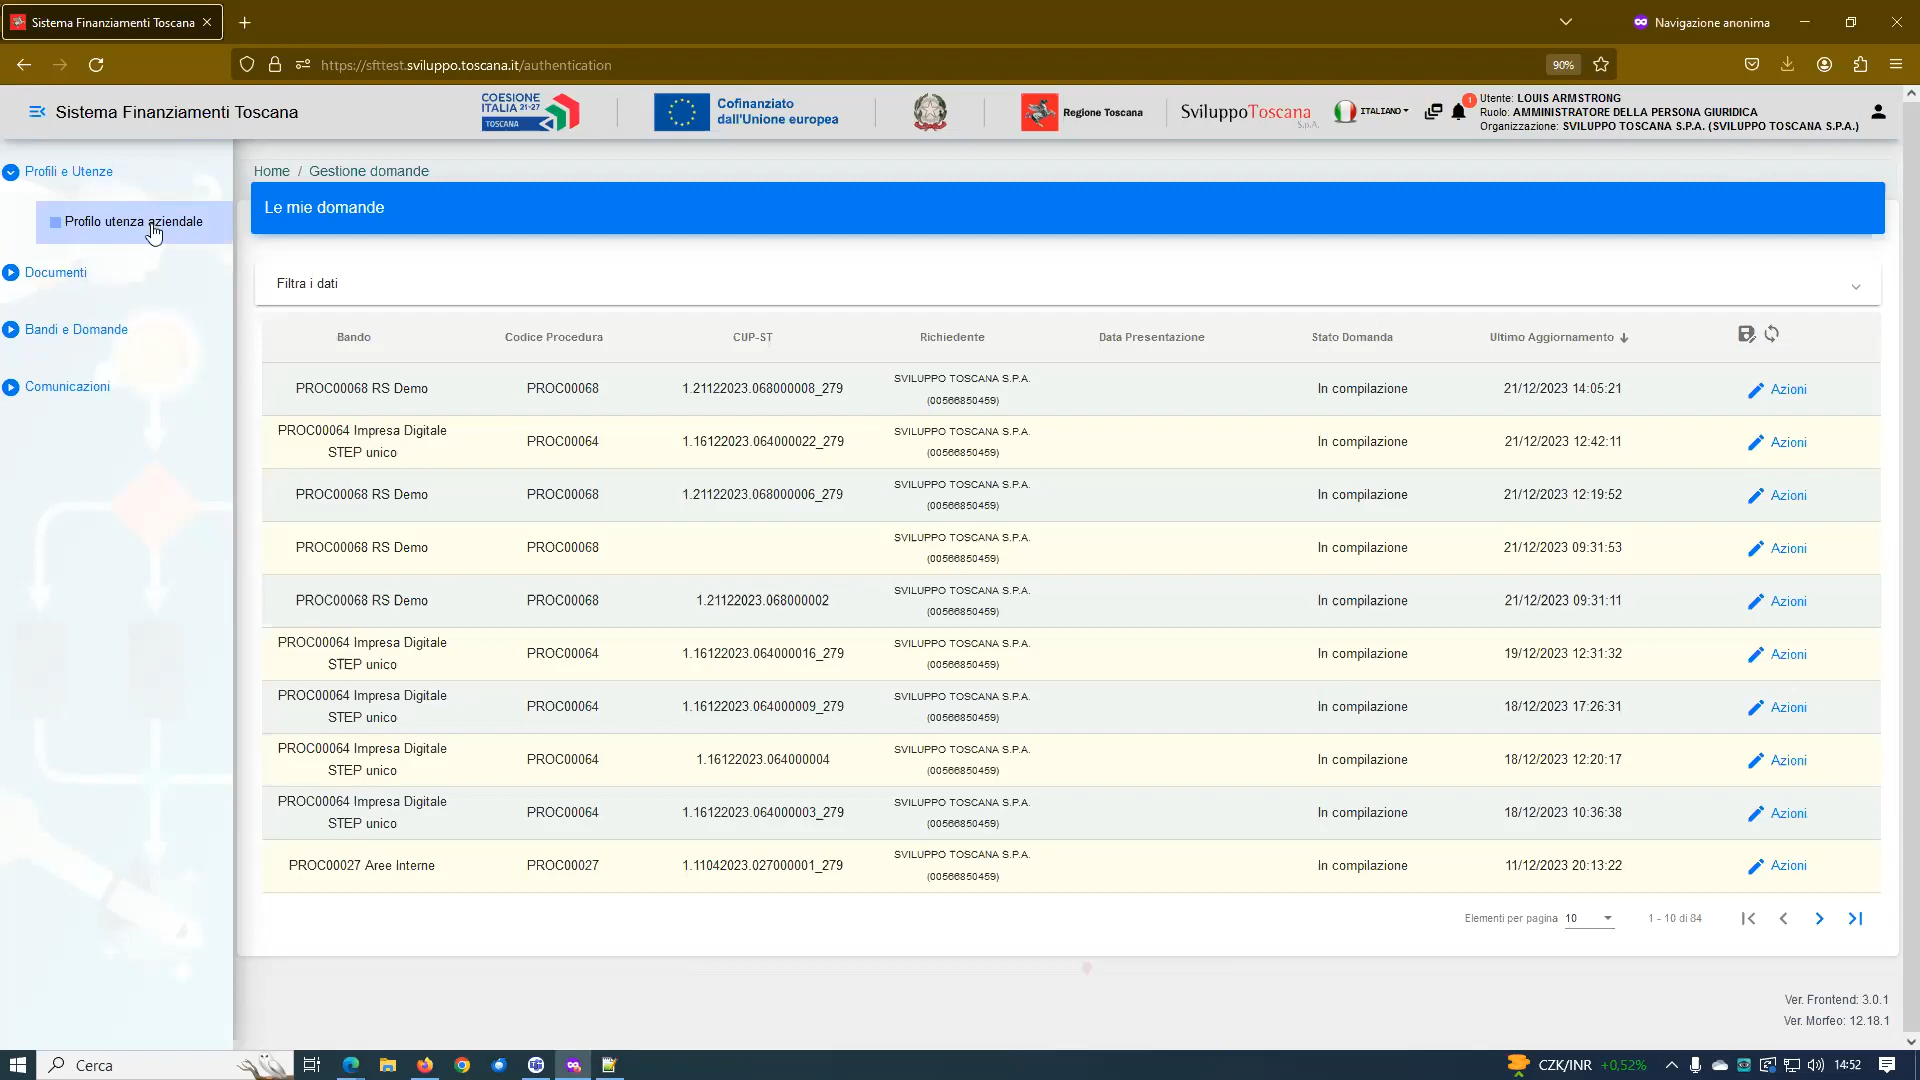 Sistema Finanziamenti Toscana
Navigazione anonima
https://sfttest.sviluppo.toscana.it/authentication
90%
Sistema Finanziamenti Toscana
COESIONE
ITALIA 21-27
TOSCANA
Cofinanziato
dall'Unione europea
Regione Toscana
SviluppoToscana
S.p.A.
ITALIANO
1
Utente: LOUIS ARMSTRONG
Ruolo: AMMINISTRATORE DELLA PERSONA GIURIDICA
Organizzazione: SVILUPPO TOSCANA S.P.A. (SVILUPPO TOSCANA S.P.A.)
Profili e Utenze
Profilo utenza aziendale
Documenti
Bandi e Domande
Comunicazioni
Home / Gestione domande
Le mie domande
Filtra i dati
Bando Codice Procedura CUP-ST Richiedente Data Presentazione Stato Domanda Ultimo Aggiornamento
PROC00068 RS Demo PROC00068 1.21122023.068000008_279 SVILUPPO TOSCANA S.P.A. (00566850459) In compilazione 21/12/2023 14:05:21 Azioni
PROC00064 Impresa Digitale STEP unico PROC00064 1.16122023.064000022_279 SVILUPPO TOSCANA S.P.A. (00566850459) In compilazione 21/12/2023 12:42:11 Azioni
PROC00068 RS Demo PROC00068 1.21122023.068000006_279 SVILUPPO TOSCANA S.P.A. (00566850459) In compilazione 21/12/2023 12:19:52 Azioni
PROC00068 RS Demo PROC00068 SVILUPPO TOSCANA S.P.A. (00566850459) In compilazione 21/12/2023 09:31:53 Azioni
PROC00068 RS Demo PROC00068 1.21122023.068000002 SVILUPPO TOSCANA S.P.A. (00566850459) In compilazione 21/12/2023 09:31:11 Azioni
PROC00064 Impresa Digitale STEP unico PROC00064 1.16122023.064000016_279 SVILUPPO TOSCANA S.P.A. (00566850459) In compilazione 19/12/2023 12:31:32 Azioni
PROC00064 Impresa Digitale STEP unico PROC00064 1.16122023.064000009_279 SVILUPPO TOSCANA S.P.A. (00566850459) In compilazione 18/12/2023 17:26:31 Azioni
PROC00064 Impresa Digitale STEP unico PROC00064 1.16122023.064000004 SVILUPPO TOSCANA S.P.A. (00566850459) In compilazione 18/12/2023 12:20:17 Azioni
PROC00064 Impresa Digitale STEP unico PROC00064 1.16122023.064000003_279 SVILUPPO TOSCANA S.P.A. (00566850459) In compilazione 18/12/2023 10:36:38 Azioni
PROC00027 Aree Interne PROC00027 1.11042023.027000001_279 SVILUPPO TOSCANA S.P.A. (00566850459) In compilazione 11/12/2023 20:13:22 Azioni
Elementi per pagina 10 1 - 10 di 84
Ver. Frontend: 3.0.1
Ver. Morfeo: 12.18.1
Cerca
CZK/INR +0,52%
14:52